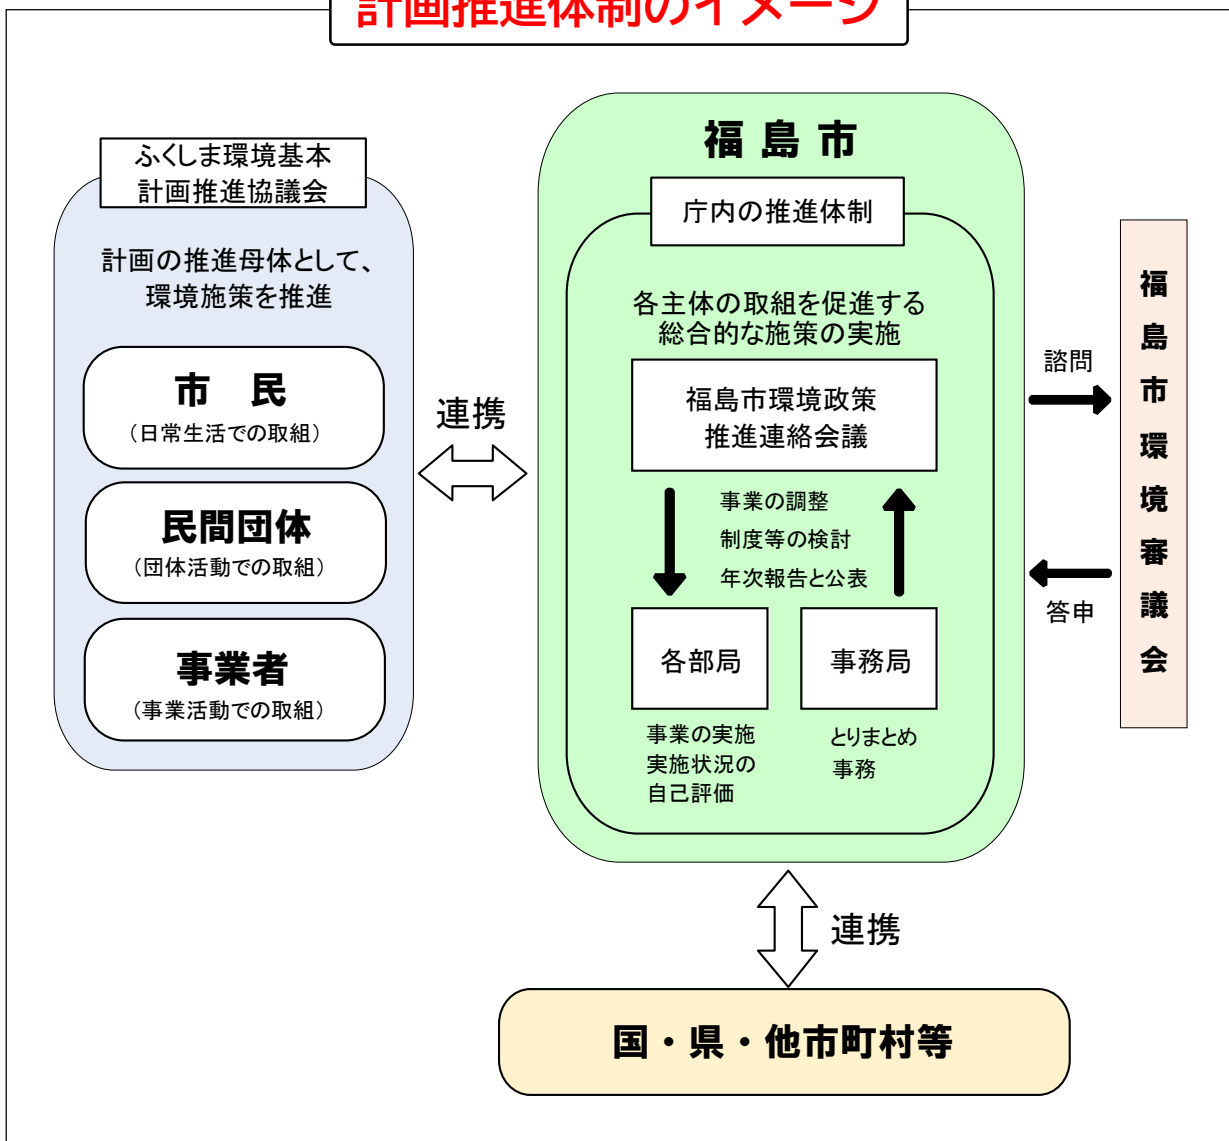 計画推進体制のイメージ
ふくしま環境基本
計画推進協議会
計画の推進母体として、
環境施策を推進
市　民
（日常生活での取組）
民間団体
（団体活動での取組）
事業者
（事業活動での取組）
連携
福島市
庁内の推進体制
各主体の取組を促進する
総合的な施策の実施
福島市環境政策
推進連絡会議
事業の調整
制度等の検討
年次報告と公表
各部局
事務局
事業の実施
実施状況の
自己評価
とりまとめ
事務
諮問
答申
福島市環境審議会
連携
国・県・他市町村等